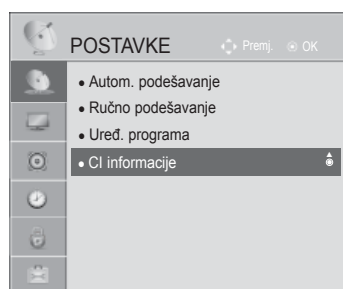 POSTAVKE
Premj. OK
• Autom. podešavanje
• Ručno podešavanje
• Uređ. programa
• CI informacije